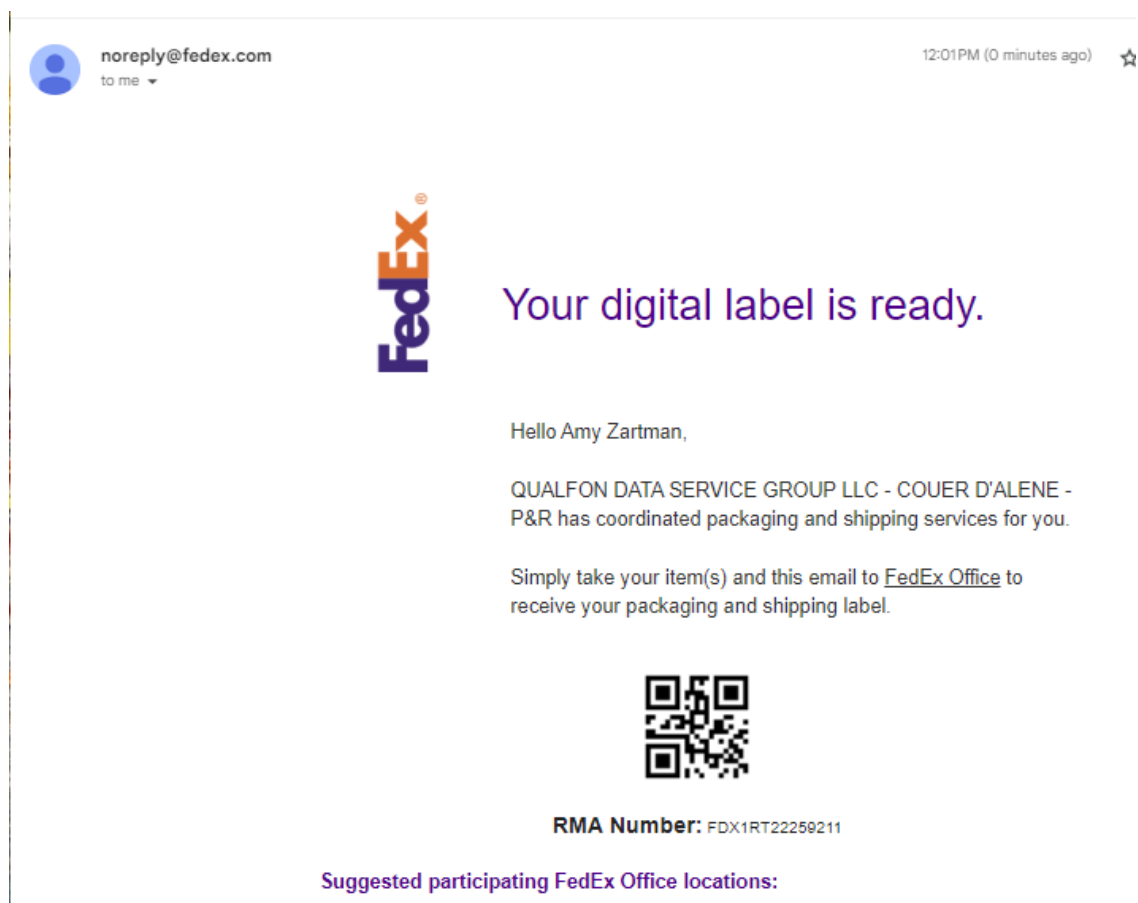 noreply@fedex.com
12:01 PM (0 minutes ago)
to me
FedEx®
Your digital label is ready.
Hello Amy Zartman,
QUALFON DATA SERVICE GROUP LLC - COUER D'ALENE -
P&R has coordinated packaging and shipping services for you.
Simply take your item(s) and this email to FedEx Office to
receive your packaging and shipping label.
RMA Number: FDX1RT22259211
Suggested participating FedEx Office locations: